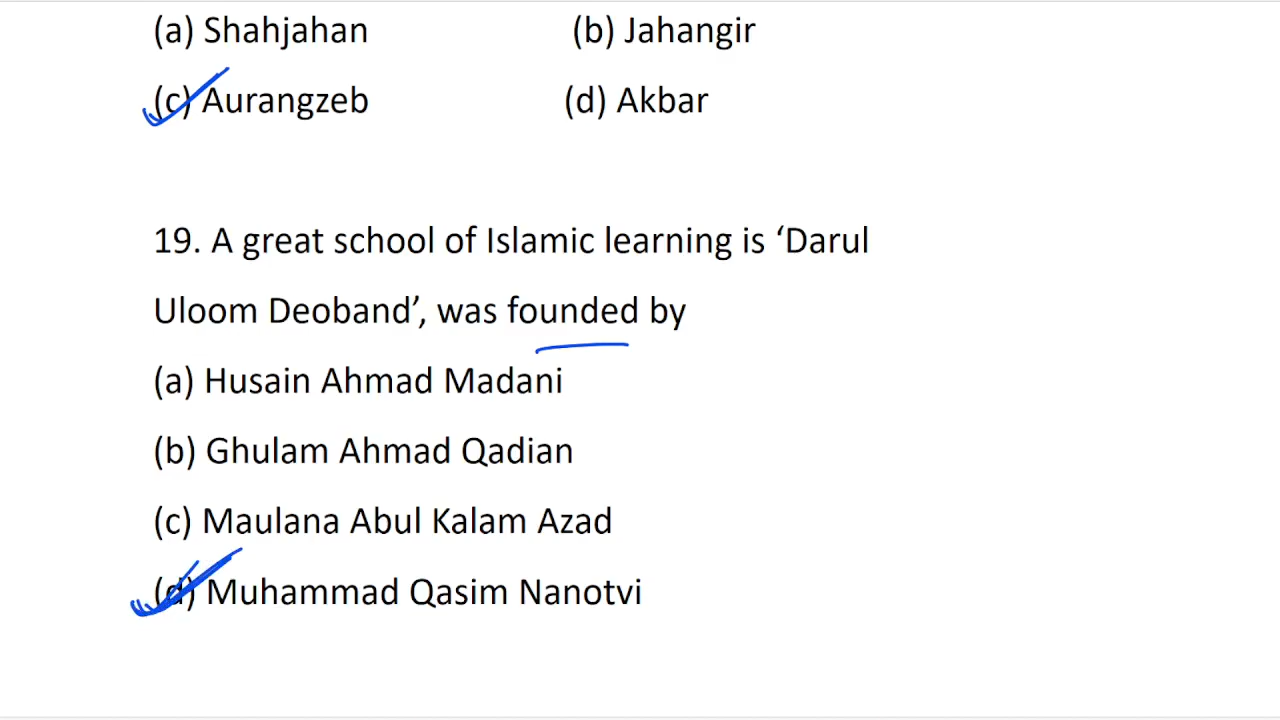 (a) Shahjahan (b) Jahangir
(c) Aurangzeb (d) Akbar
19. A great school of Islamic learning is ‘Darul
Uloom Deoband’, was founded by
(a) Husain Ahmad Madani
(b) Ghulam Ahmad Qadian
(c) Maulana Abul Kalam Azad
(d) Muhammad Qasim Nanotvi